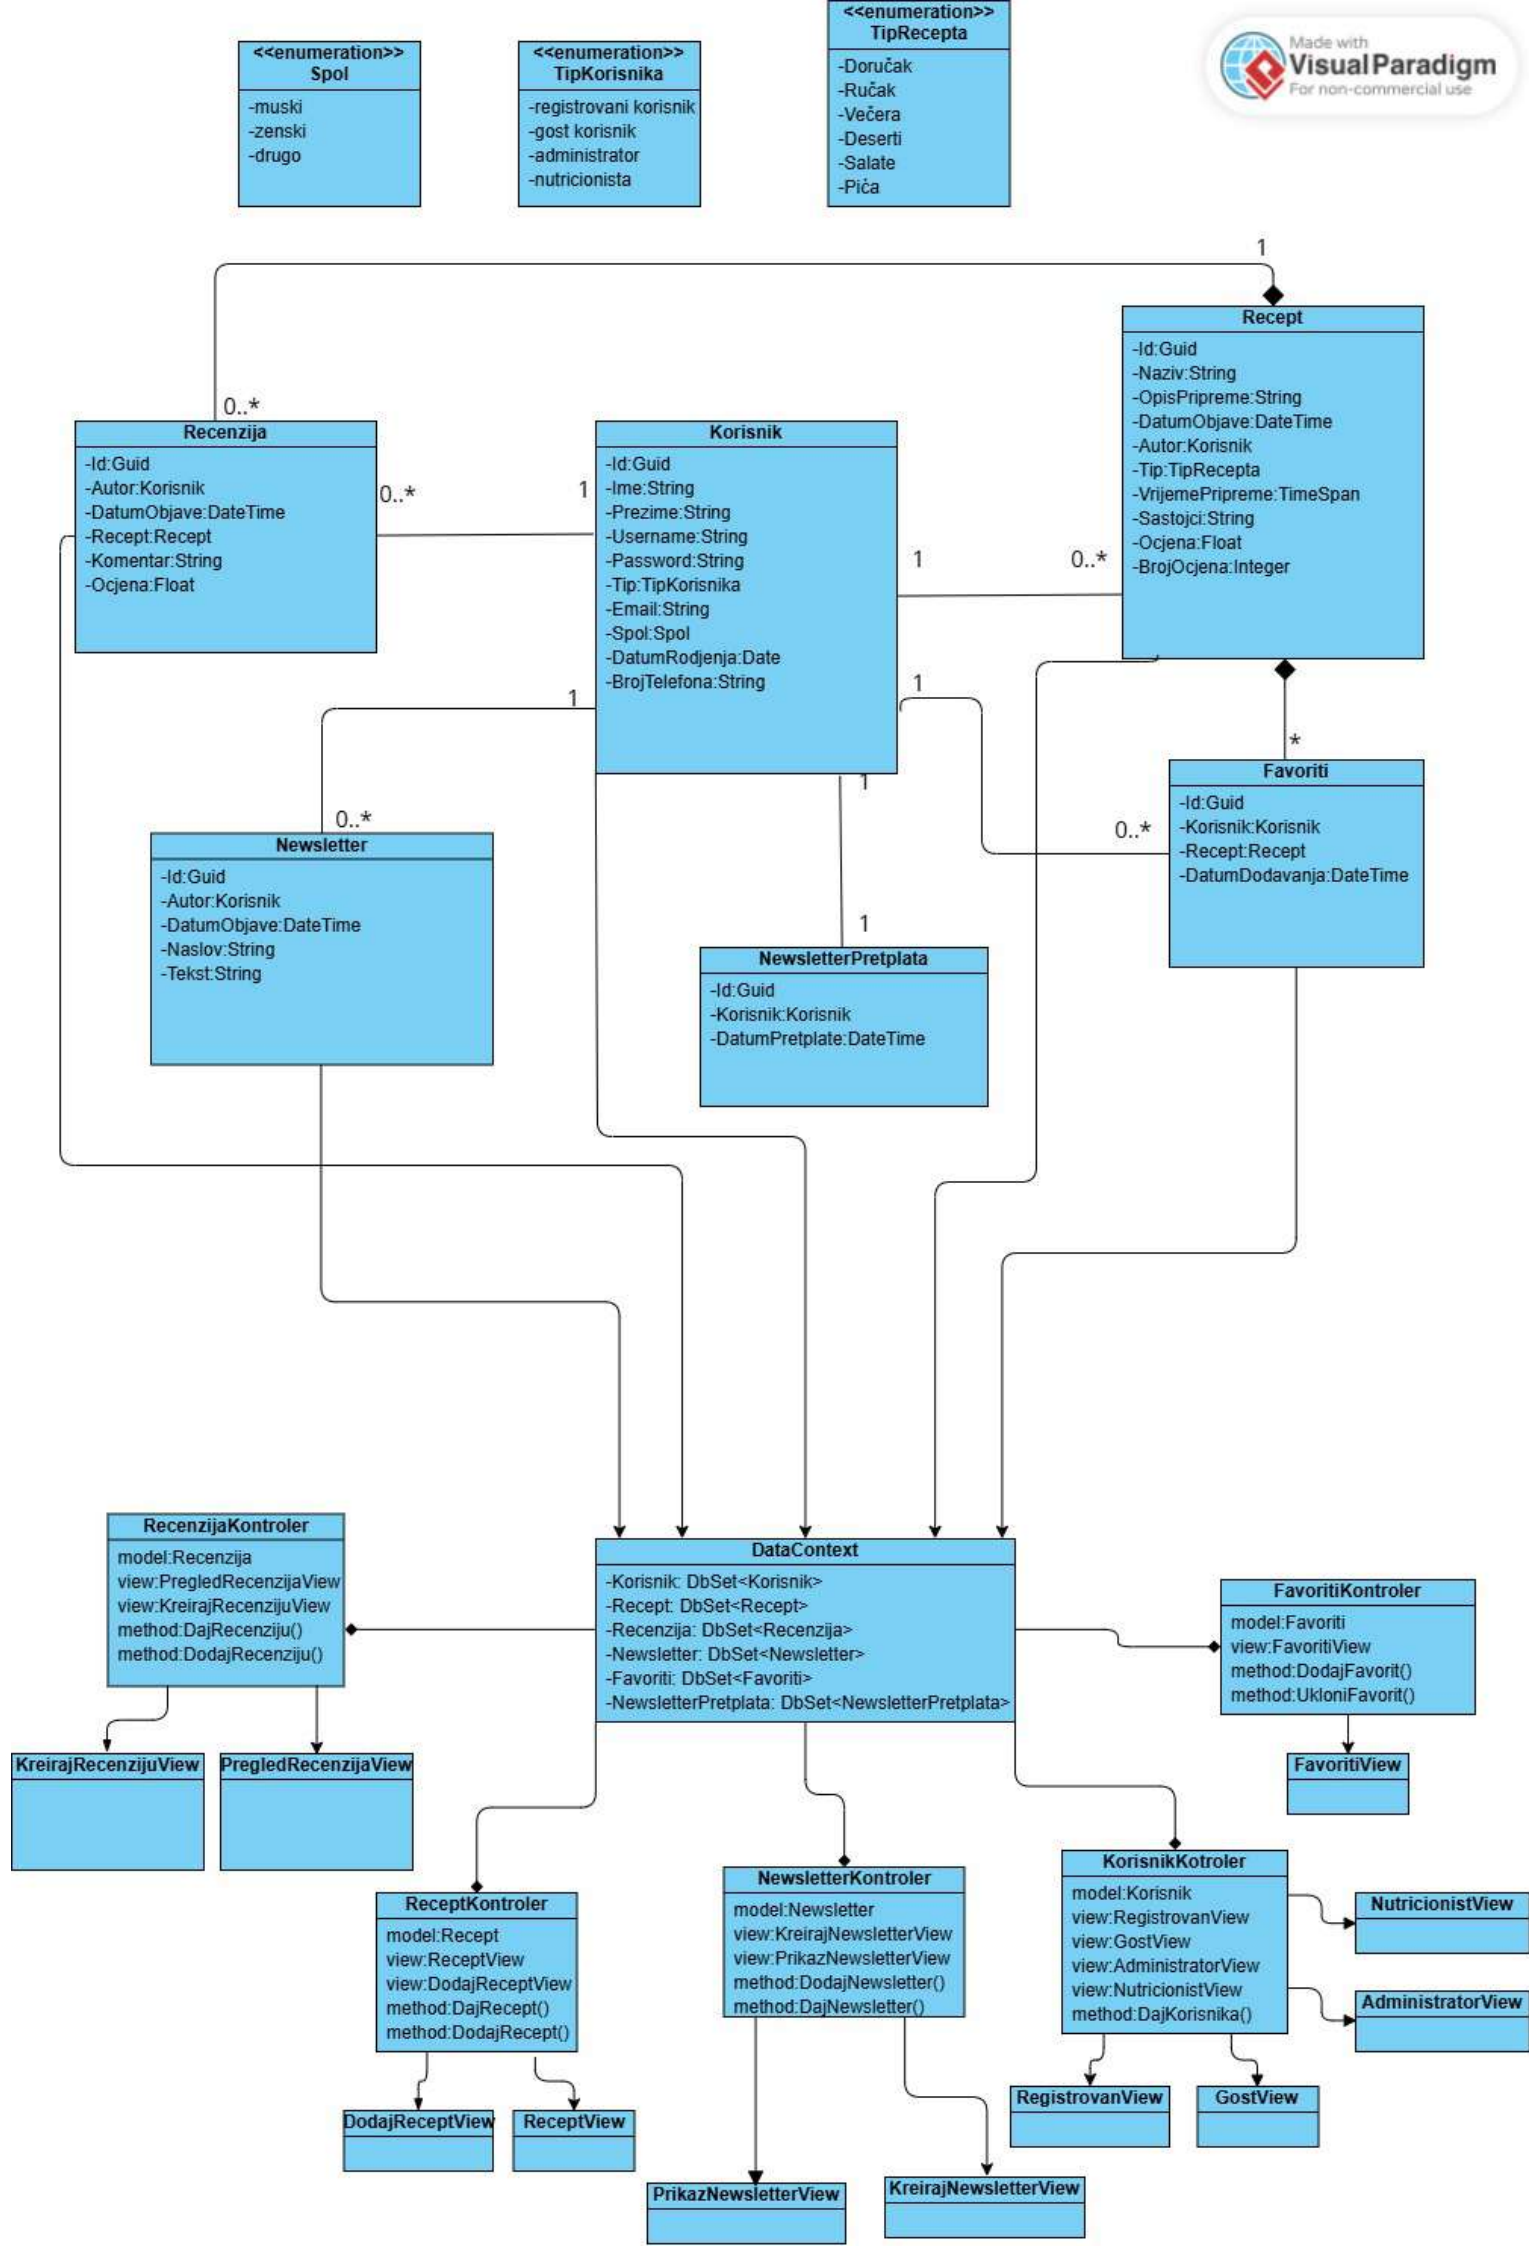 <<enumeration>>
Spol
-muski
-zenski
-drugo
<<enumeration>>
TipKorisnika
-registrovani korisnik
-gost korisnik
-administrator
-nutricionista
<<enumeration>>
TipRecepta
-Doručak
-Ručak
-Večera
-Deserti
-Salate
-Pića
Made with
Visual Paradigm
For non-commercial use
1
0..*
Recept
-Id:Guid
-Naziv:String
-OpisPripreme:String
-DatumObjave:DateTime
-Autor:Korisnik
-Tip:TipRecepta
-VrijemePripreme:TimeSpan
-Sastojci:String
-Ocjena:Float
-BrojOcjena:Integer
Recenzija
-Id:Guid
-Autor:Korisnik
-DatumObjave:DateTime
-Recept:Recept
-Komentar:String
-Ocjena:Float
0..*
1
Korisnik
-Id:Guid
-Ime:String
-Prezime:String
-Username:String
-Password:String
-Tip:TipKorisnika
-Email:String
-Spol:Spol
-DatumRodjenja:Date
-BrojTelefona:String
1
0..*
1
1
*
0..*
1
0..*
1
Favoriti
-Id:Guid
-Korisnik:Korisnik
-Recept:Recept
-DatumDodavanja:DateTime
Newsletter
-Id:Guid
-Autor:Korisnik
-DatumObjave:DateTime
-Naslov:String
-Tekst:String
NewsletterPretplata
-Id:Guid
-Korisnik:Korisnik
-DatumPretplate:DateTime
RecenzijaKontroler
model:Recenzija
view:PregledRecenzijaView
view:KreirajRecenzijuView
method:DajRecenziju()
method:DodajRecenziju()
DataContext
-Korisnik: DbSet<Korisnik>
-Recept: DbSet<Recept>
-Recenzija: DbSet<Recenzija>
-Newsletter: DbSet<Newsletter>
-Favoriti: DbSet<Favoriti>
-NewsletterPretplata: DbSet<NewsletterPretplata>
FavoritiKontroler
model:Favoriti
view:FavoritiView
method:DodajFavorit()
method:UkloniFavorit()
KreirajRecenzijuView
PregledRecenzijaView
FavoritiView
ReceptKontroler
model:Recept
view:ReceptView
view:DodajReceptView
method:DajRecept()
method:DodajRecept()
NewsletterKontroler
model:Newsletter
view:KreirajNewsletterView
view:PrikazNewsletterView
method:DodajNewsletter()
method:DajNewsletter()
KorisnikKotroler
model:Korisnik
view:RegistrovanView
view:GostView
view:AdministratorView
view:NutricionistView
method:DajKorisnika()
NutricionistView
AdministratorView
RegistrovanView
GostView
DodajReceptView
ReceptView
PrikazNewsletterView
KreirajNewsletterView